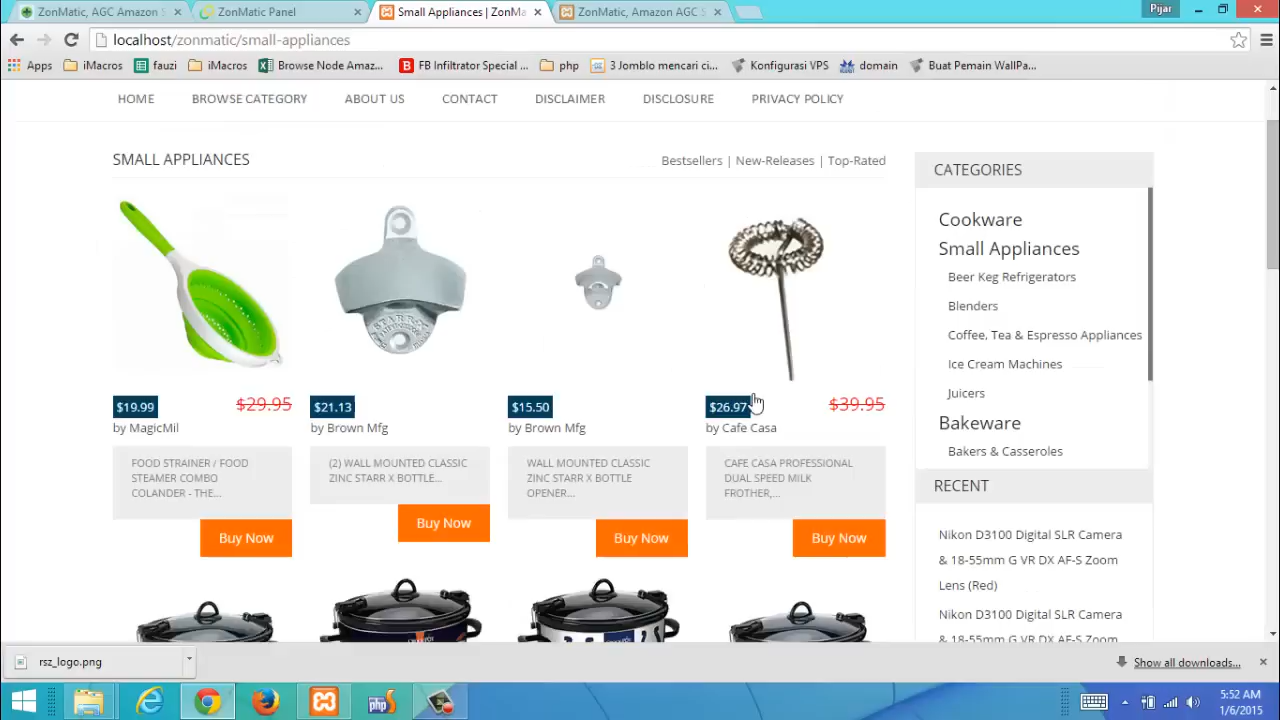 ZonMatic, AGC Amazon S
ZonMatic Panel
Small Appliances | ZonMa
ZonMatic, Amazon AGC S
Pijar
localhost/zonmatic/small-appliances
Apps
iMacros
fauzi
iMacros
Browse Node Amaz...
FB Infiltrator Special ...
php
3 Jomblo mencari ci...
Konfigurasi VPS
domain
Buat Pemain WallPa...
HOME
BROWSE CATEGORY
ABOUT US
CONTACT
DISCLAIMER
DISCLOSURE
PRIVACY POLICY
SMALL APPLIANCES
Bestsellers | New-Releases | Top-Rated
$19.99 $29.95
by MagicMil
FOOD STRAINER / FOOD
STEAMER COMBO
COLANDER - THE...
Buy Now
$21.13
by Brown Mfg
(2) WALL MOUNTED CLASSIC
ZINC STARR X BOTTLE...
Buy Now
$15.50
by Brown Mfg
WALL MOUNTED CLASSIC
ZINC STARR X BOTTLE
OPENER...
Buy Now
$26.97 $39.95
by Cafe Casa
CAFE CASA PROFESSIONAL
DUAL SPEED MILK
FROTHER,...
Buy Now
CATEGORIES
Cookware
Small Appliances
Beer Keg Refrigerators
Blenders
Coffee, Tea & Espresso Appliances
Ice Cream Machines
Juicers
Bakeware
Bakers & Casseroles
RECENT
Nikon D3100 Digital SLR Camera
& 18-55mm G VR DX AF-S Zoom
Lens (Red)
Nikon D3100 Digital SLR Camera
& 18-55mm G VR DX AF-S Zoom
rsz_logo.png
Show all downloads...
php
5:52 AM
1/6/2015